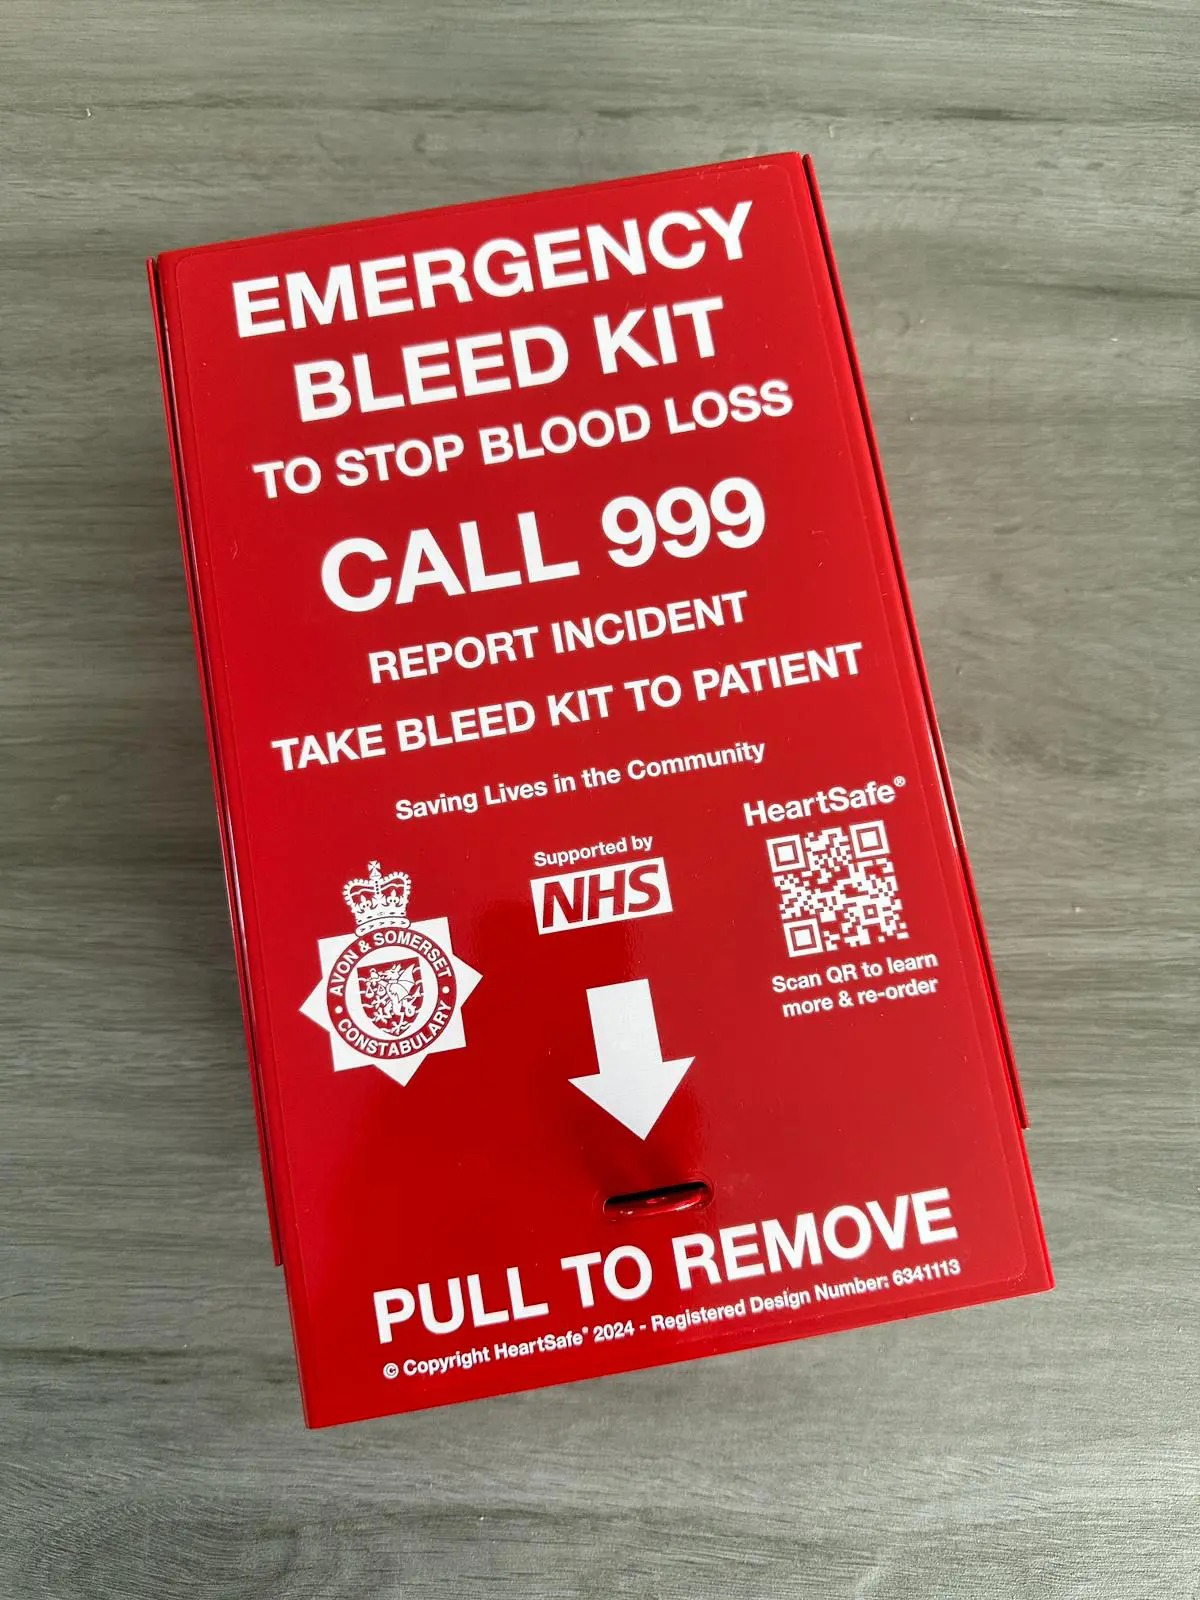 EMERGENCY
BLEED KIT
TO STOP BLOOD LOSS
CALL 999
REPORT INCIDENT
TAKE BLEED KIT TO PATIENT
Saving Lives in the Community
AVON & SOMERSET
CONSTABULARY
Supported by
NHS
HeartSafe®
Scan QR to learn
more & re-order
PULL TO REMOVE
© Copyright HeartSafe® 2024 - Registered Design Number: 6341113